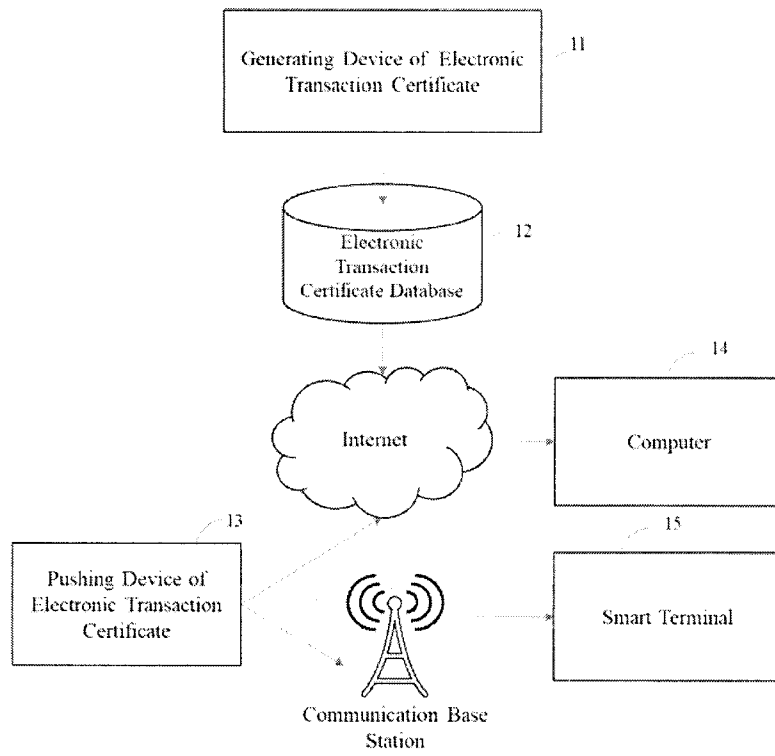 11
Generating Device of Electronic
Transaction Certificate
12
Electronic
Transaction
Certificate Database
14
Internet
Computer
13
15
Pushing Device of
Electronic Transaction
Certificate
Smart Terminal
Communication Base
Station